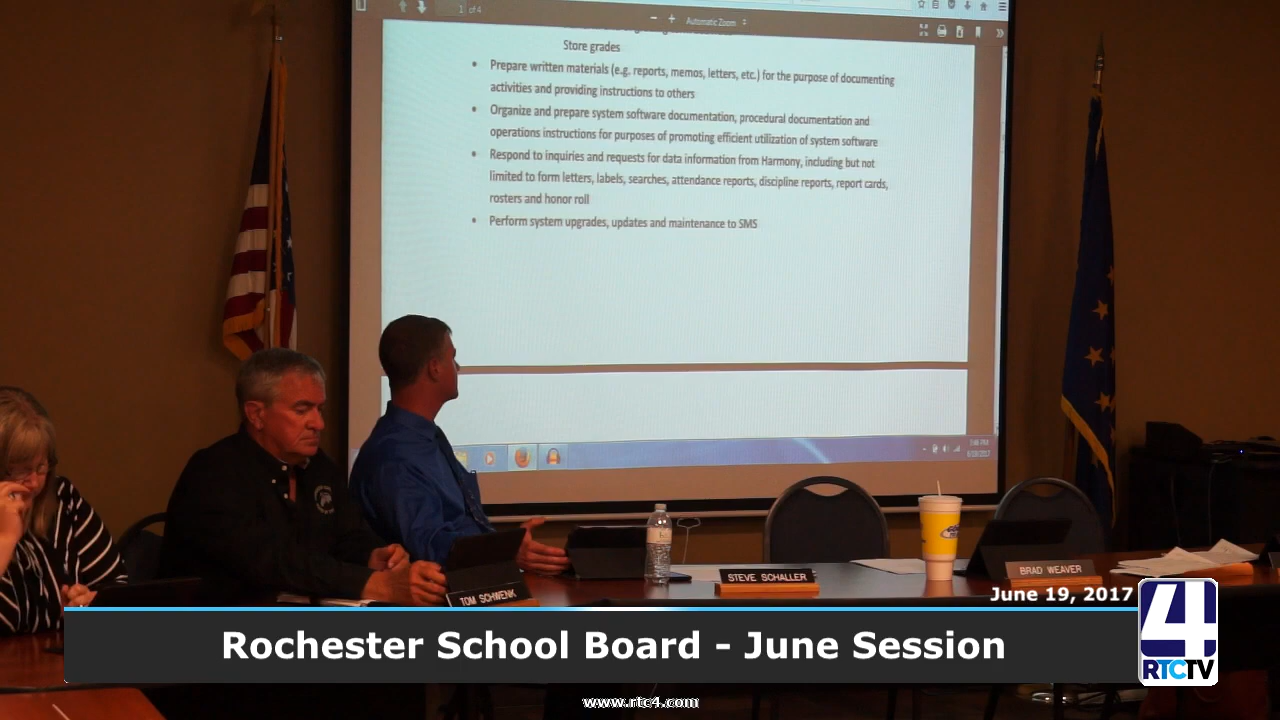 1 of 4
Automatic Zoom
Store grades
• Prepare written materials (e.g. reports, memos, letters, etc.) for the purpose of documenting
activities and providing instructions to others
• Organize and prepare system software documentation, procedural documentation and
operations instructions for purposes of promoting efficient utilization of system software
• Respond to inquiries and requests for data information from Harmony, including but not
limited to form letters, labels, searches, attendance reports, discipline reports, report cards,
rosters and honor roll
• Perform system upgrades, updates and maintenance to SMS
TOM SCHWENK
STEVE SCHALLER
BRAD WEAVER
June 19, 2017
Rochester School Board - June Session
4
RTCTV
www.rtc4.com